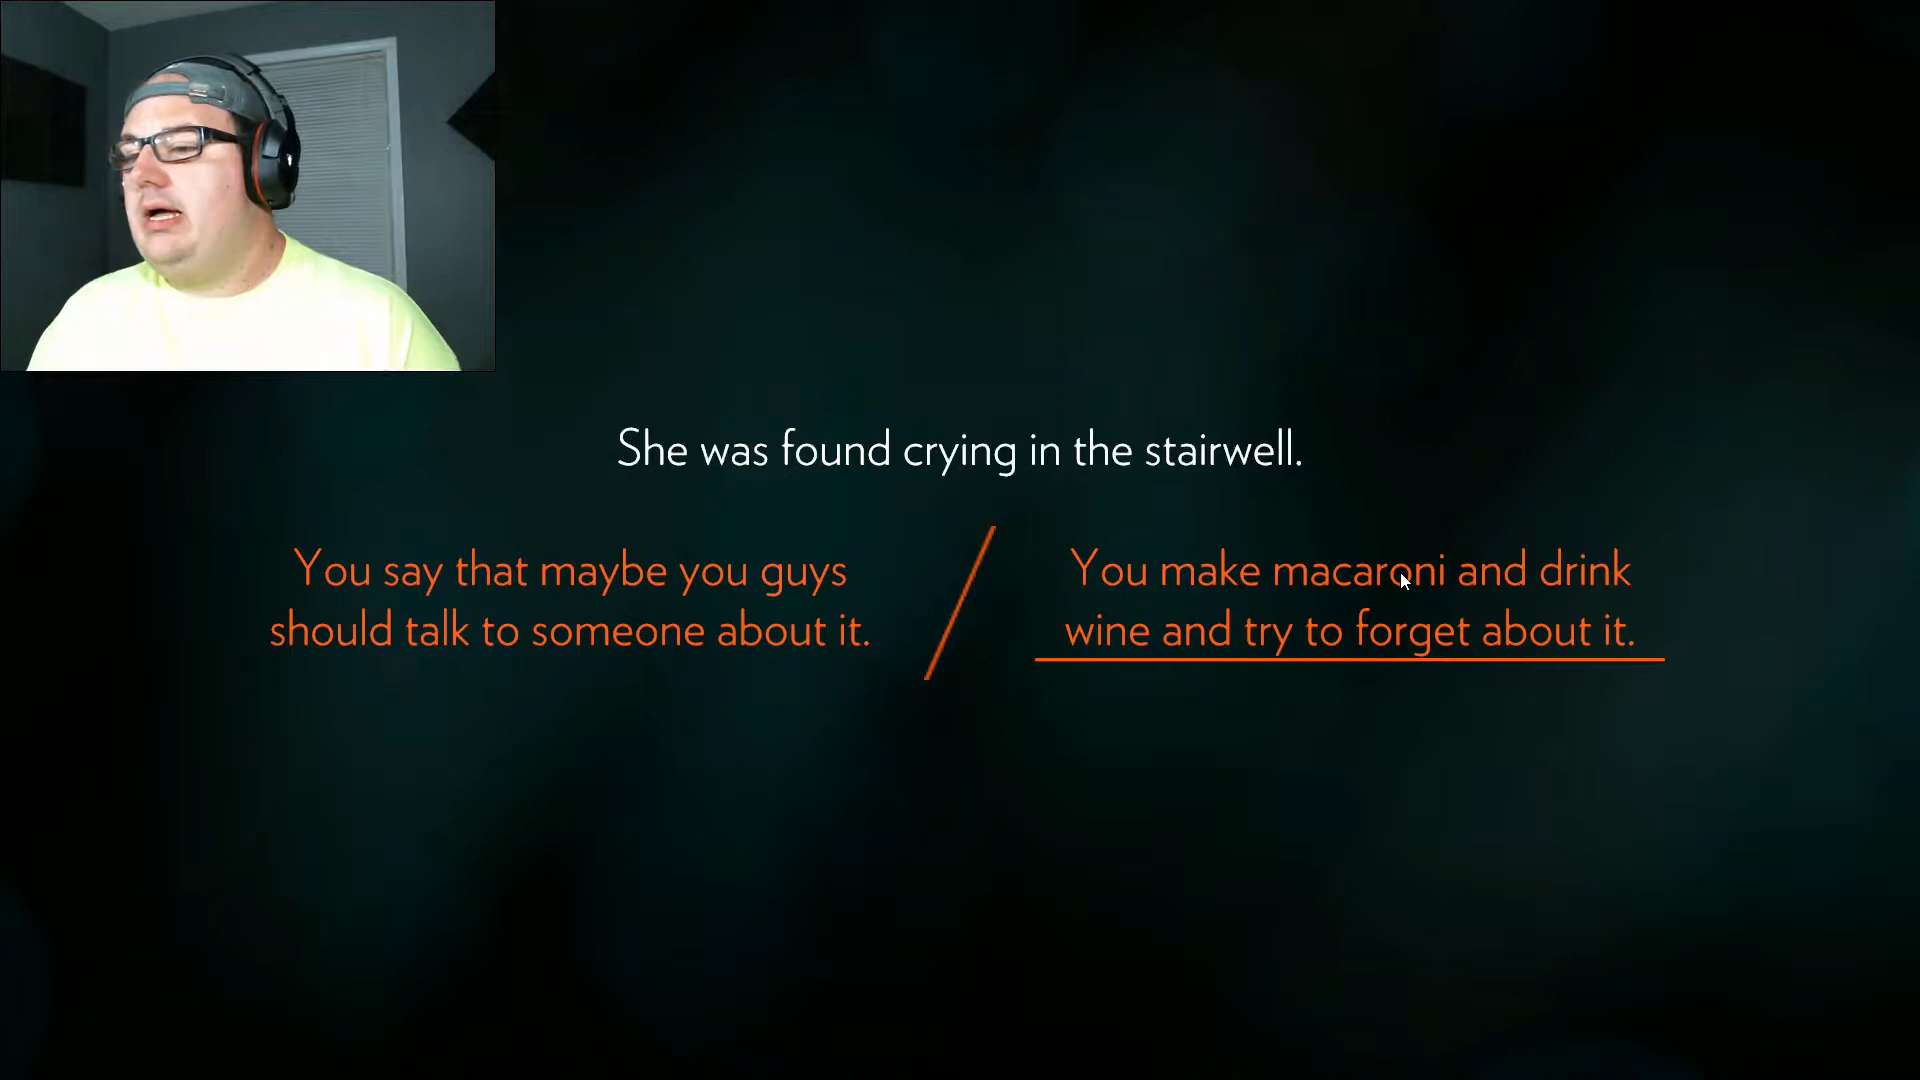 She was found crying in the stairwell.
You say that maybe you guys
should talk to someone about it.
You make macaroni and drink
wine and try to forget about it.